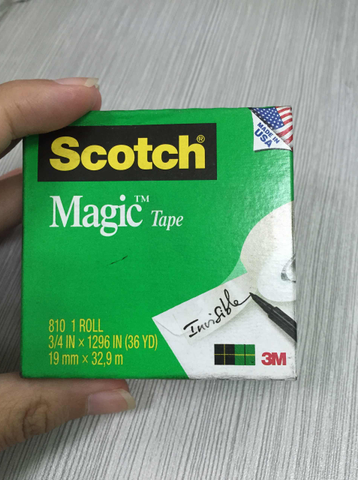 MADE IN
USA
Scotch®
Magic™ Tape
Invisible
810 1 ROLL
3/4 IN × 1296 IN (36 YD)
19 mm × 32,9 m
3M